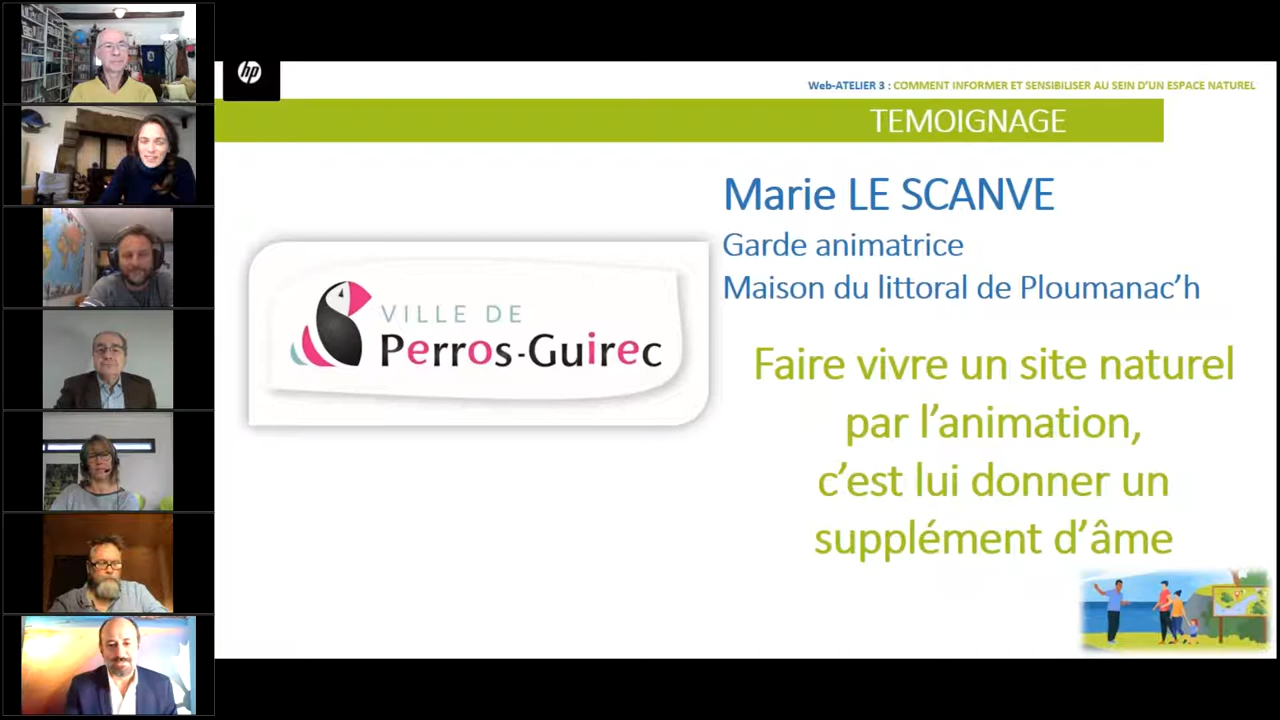 hp
Web-ATELIER 3 : COMMENT INFORMER ET SENSIBILISER AU SEIN D'UN ESPACE NATUREL
TEMOIGNAGE
Marie LE SCANVE
Garde animatrice
Maison du littoral de Ploumanac'h
VILLE DE
Perros-Guirec
Faire vivre un site naturel
par l'animation,
c'est lui donner un
supplément d'âme